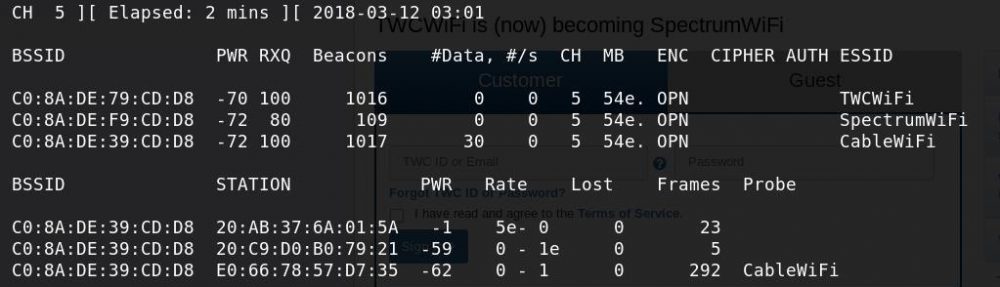 CH  5 ][ Elapsed: 2 mins ][ 2018-03-12 03:01
TWCWiFi is (now) becoming SpectrumWiFi
BSSID              PWR RXQ  Beacons    #Data, #/s  CH  MB   ENC  CIPHER AUTH ESSID
Customer Guest
C0:8A:DE:79:CD:D8  -70 100     1016        0    0   5  54e. OPN              TWCWiFi
C0:8A:DE:F9:CD:D8  -72  80      109        0    0   5  54e. OPN              SpectrumWiFi
C0:8A:DE:39:CD:D8  -72 100     1017       30    0   5  54e. OPN              CableWiFi
TWC ID or Email ? Password
BSSID              STATION            PWR   Rate    Lost    Frames  Probe
Forgot TWC ID or Password?
I have read and agree to the Terms of Service.
C0:8A:DE:39:CD:D8  20:AB:37:6A:01:5A   -1    5e- 0      0       23
C0:8A:DE:39:CD:D8  20:C9:D0:B0:79:21  -59    0 - 1e     0        5
C0:8A:DE:39:CD:D8  E0:66:78:57:D7:35  -62    0 - 1      0      292  CableWiFi